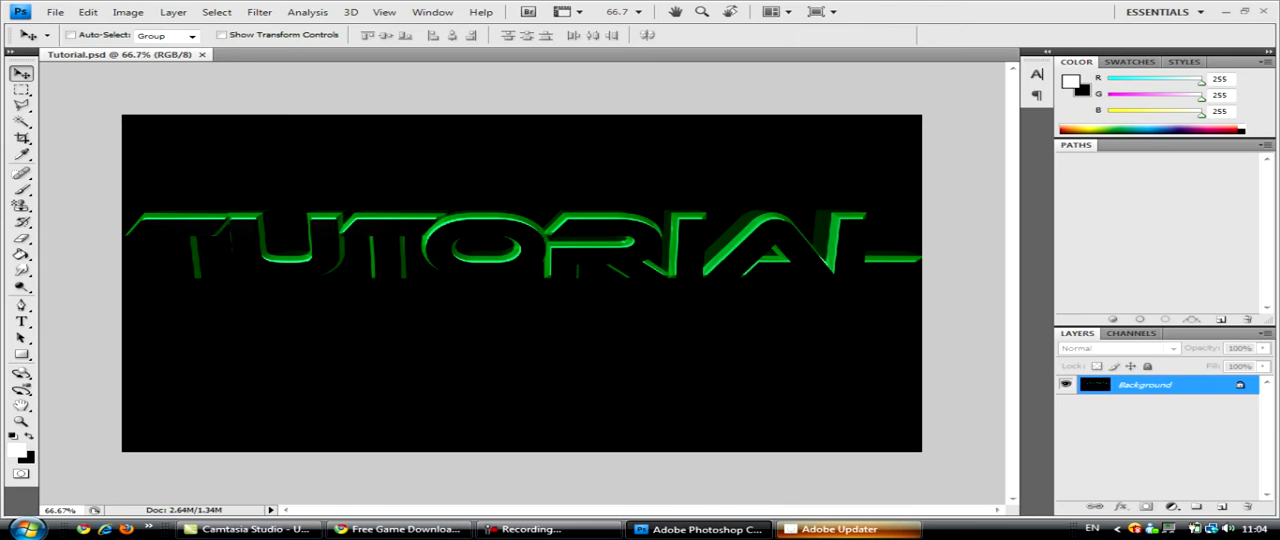 Ps File Edit Image Layer Select Filter Analysis 3D View Window Help Br 66.7 ESSENTIALS
Auto-Select: Group Show Transform Controls
Tutorial.psd @ 66.7% (RGB/8)
COLOR SWATCHES STYLES
R 255
G 255
B 255
PATHS
TUTORIAL
LAYERS CHANNELS
Normal Opacity: 100%
Lock: Fill: 100%
Background
66.67% Doc: 2.64M/1.34M
Camtasia Studio - U... Free Game Downloa... Recording... Adobe Photoshop C... Adobe Updater EN 11:04